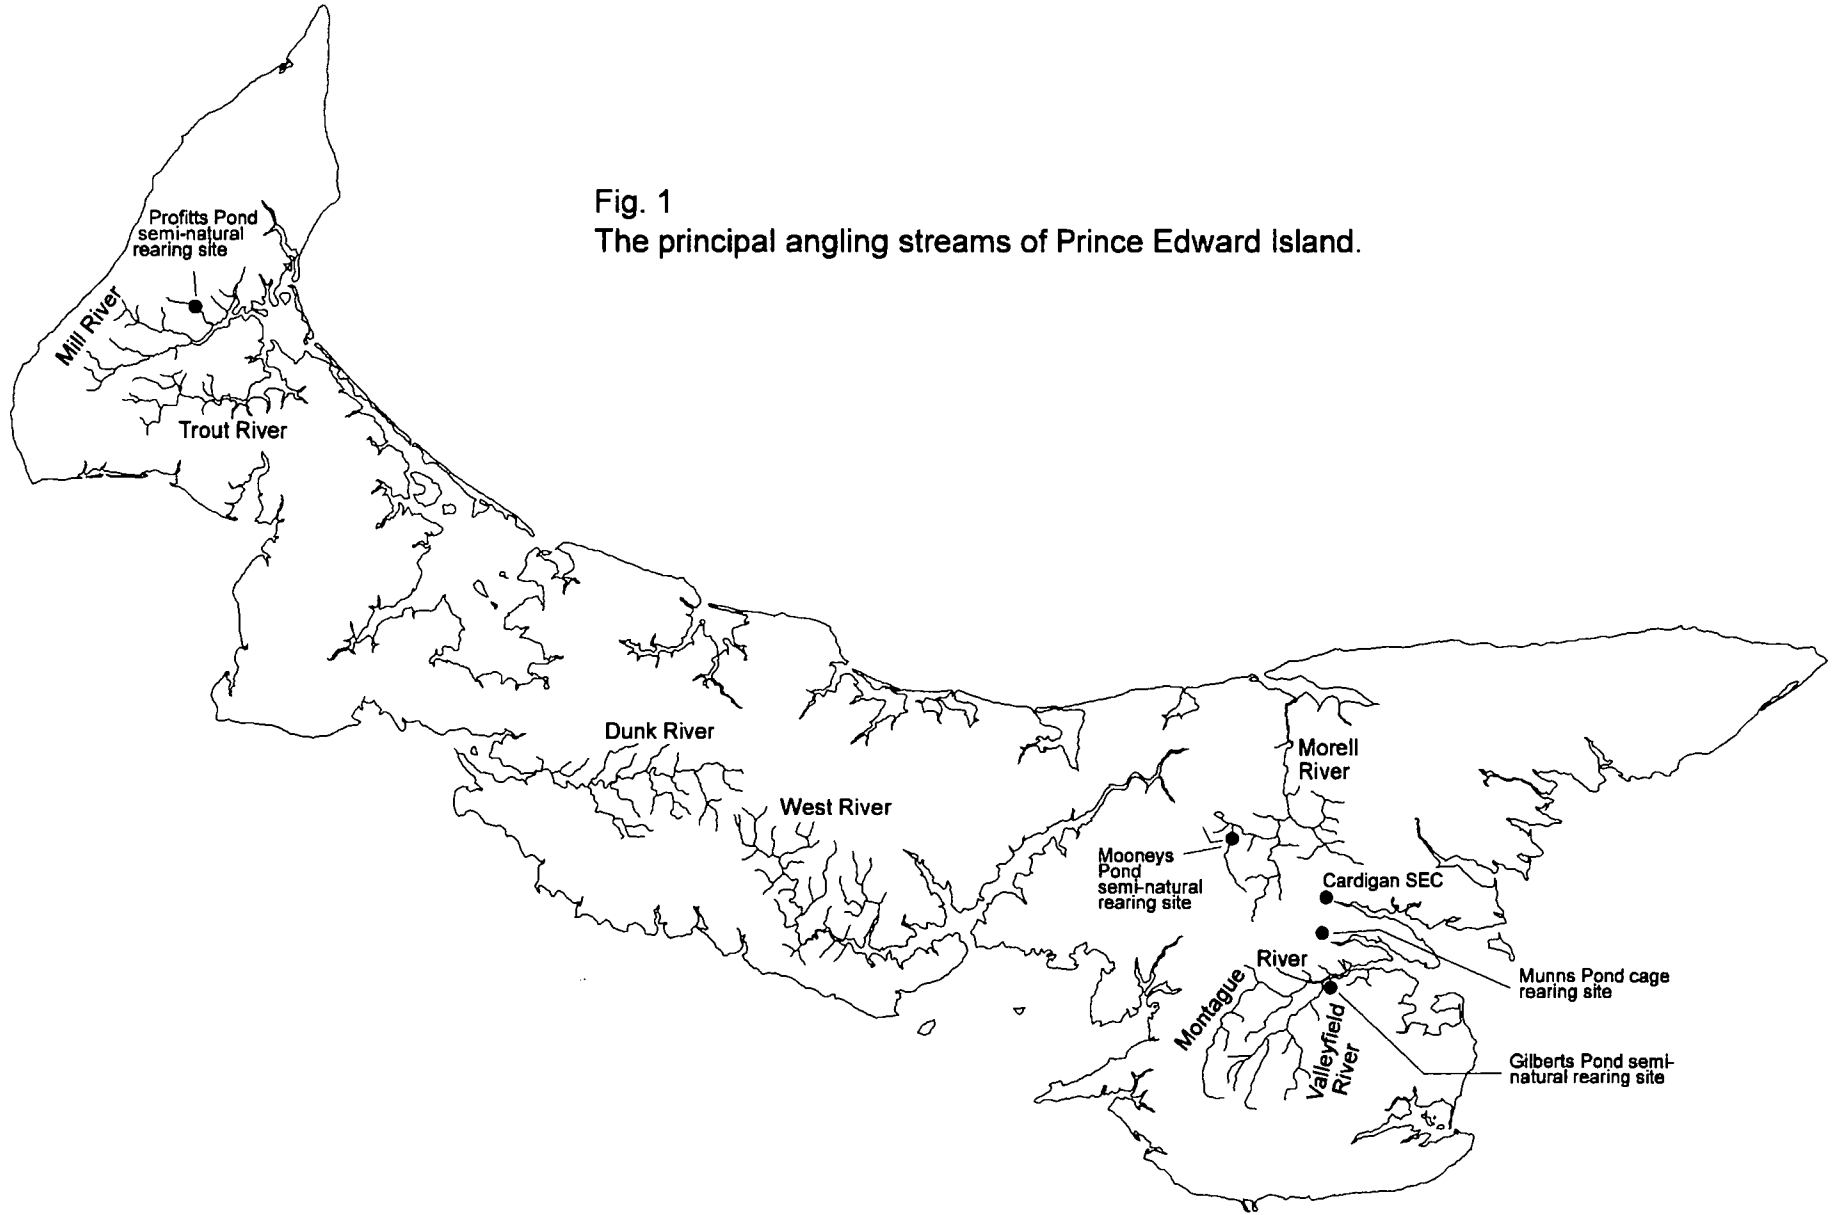 Fig. 1
The principal angling streams of Prince Edward Island.
Profitts Pond
semi-natural
rearing site
Mill River
Trout River
Dunk River
West River
Morell
River
Mooneys
Pond
semi-natural
rearing site
Cardigan SEC
Montague River
Valleyfield
River
Munns Pond cage
rearing site
Gilberts Pond semi-
natural rearing site